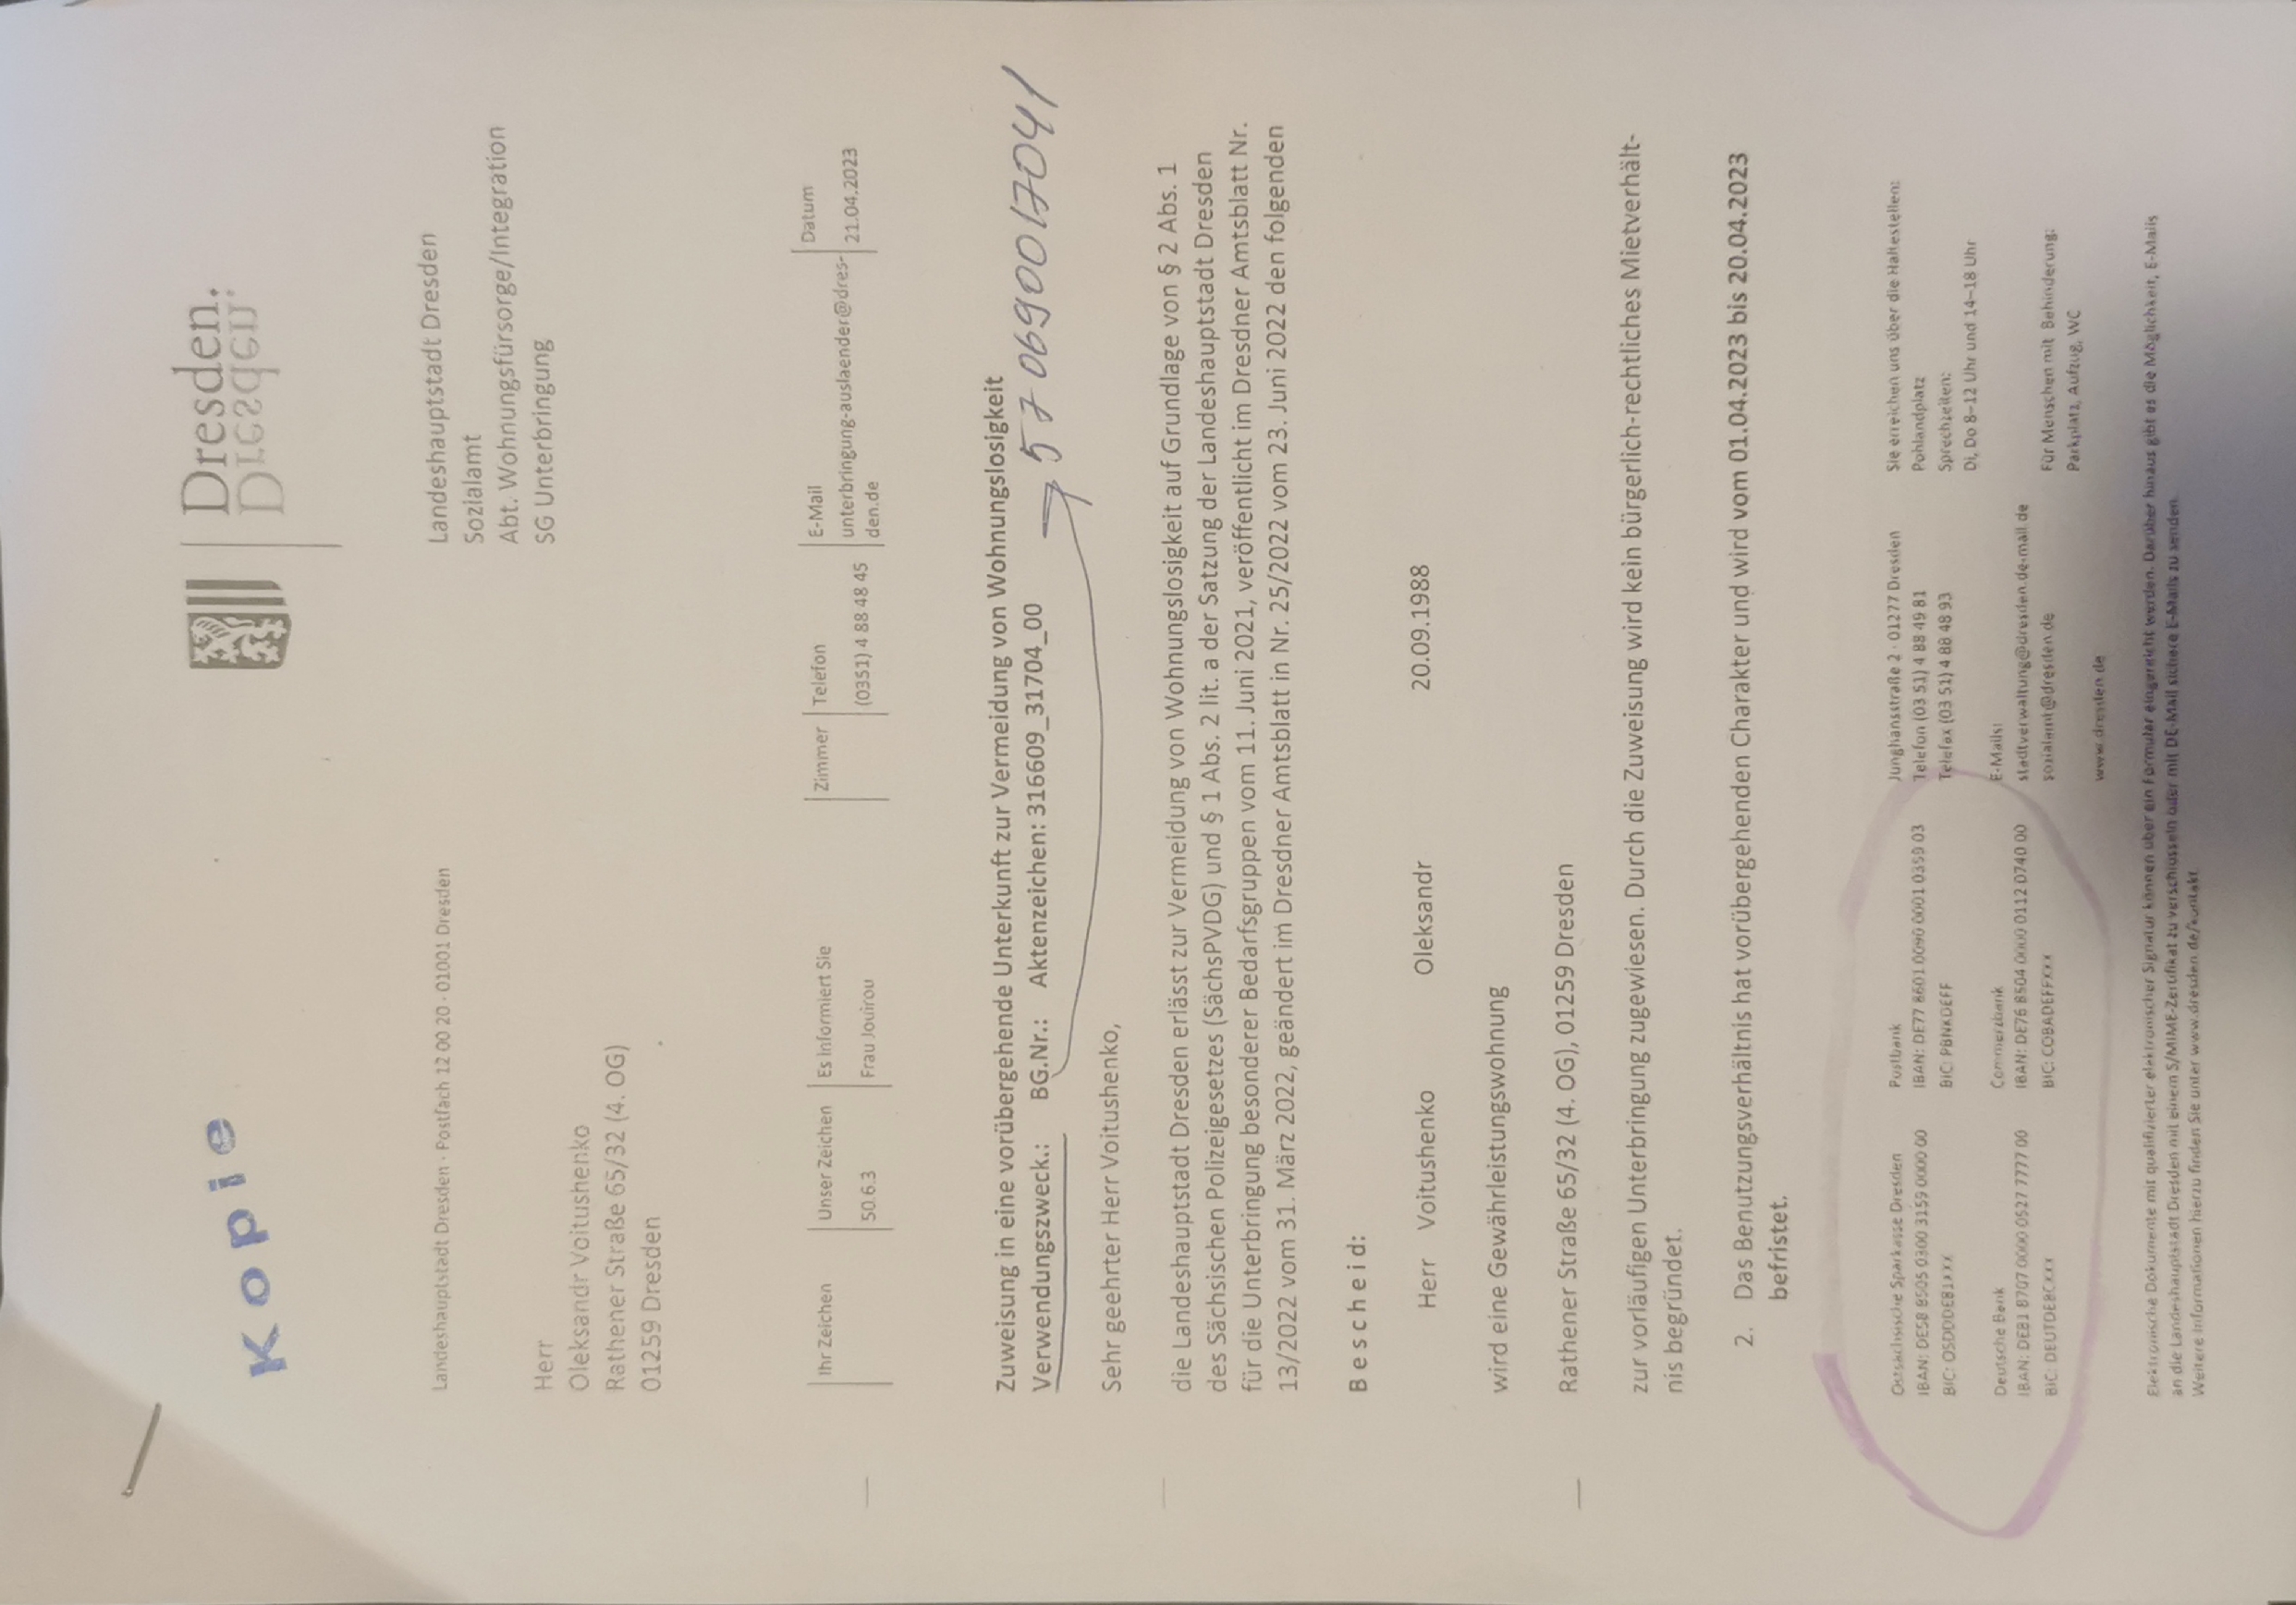 Kopie
Dresden.
Dresden.
Landeshauptstadt Dresden
Sozialamt
Abt. Wohnungsfürsorge/Integration
SG Unterbringung
Landeshauptstadt Dresden · Postfach 12 00 20 · 01001 Dresden
Herr
Oleksandr Voitushenko
Rathener Straße 65/32 (4. OG)
01259 Dresden
Ihr Zeichen Unser Zeichen Es informiert Sie Zimmer Telefon E-Mail Datum
50.6.3 Frau Jouirou (0351) 4 88 48 45 unterbringung-auslaender@dres- 21.04.2023
den.de
Zuweisung in eine vorübergehende Unterkunft zur Vermeidung von Wohnungslosigkeit
Verwendungszweck.: BG.Nr.: Aktenzeichen: 316609_31704_00
57 06900 17041
Sehr geehrter Herr Voitushenko,
die Landeshauptstadt Dresden erlässt zur Vermeidung von Wohnungslosigkeit auf Grundlage von § 2 Abs. 1
des Sächsischen Polizeigesetzes (SächsPVDG) und § 1 Abs. 2 lit. a der Satzung der Landeshauptstadt Dresden
für die Unterbringung besonderer Bedarfsgruppen vom 11. Juni 2021, veröffentlicht im Dresdner Amtsblatt Nr.
13/2022 vom 31. März 2022, geändert im Dresdner Amtsblatt in Nr. 25/2022 vom 23. Juni 2022 den folgenden
Bescheid:
Herr Voitushenko Oleksandr 20.09.1988
wird eine Gewährleistungswohnung
Rathener Straße 65/32 (4. OG), 01259 Dresden
zur vorläufigen Unterbringung zugewiesen. Durch die Zuweisung wird kein bürgerlich-rechtliches Mietverhält-
nis begründet.
2. Das Benutzungsverhältnis hat vorübergehenden Charakter und wird vom 01.04.2023 bis 20.04.2023
befristet.
Ostsächsische Sparkasse Dresden
IBAN: DE58 8505 0300 3159 0000 00
BIC: OSDDDE81XXX
Deutsche Bank
IBAN: DE81 8707 0000 0527 7777 00
BIC: DEUTDE8CXXX
Postbank
IBAN: DE77 8601 0090 0001 0359 03
BIC: PBNKDEFF
Commerzbank
IBAN: DE76 8504 0000 0112 0740 00
BIC: COBADEFFXXX
Junghansstraße 2 · 01277 Dresden
Telefon (03 51) 4 88 49 81
Telefax (03 51) 4 88 48 93
E-Mails:
stadtverwaltung@dresden.de-mail.de
sozialamt@dresden.de
www.dresden.de
Sie erreichen uns über die Haltestellen:
Pohlandplatz
Sprechzeiten:
Di, Do 8–12 Uhr und 14–18 Uhr
Für Menschen mit Behinderung:
Parkplatz, Aufzug, WC
Elektronische Dokumente mit qualifizierter elektronischer Signatur können über ein Formular eingereicht werden. Darüber hinaus gibt es die Möglichkeit, E-Mails
an die Landeshauptstadt Dresden mit einem S/MIME-Zertifikat zu verschlüsseln oder mit DE-Mail sichere E-Mails zu senden.
Weitere Informationen hierzu finden Sie unter www.dresden.de/kontakt.